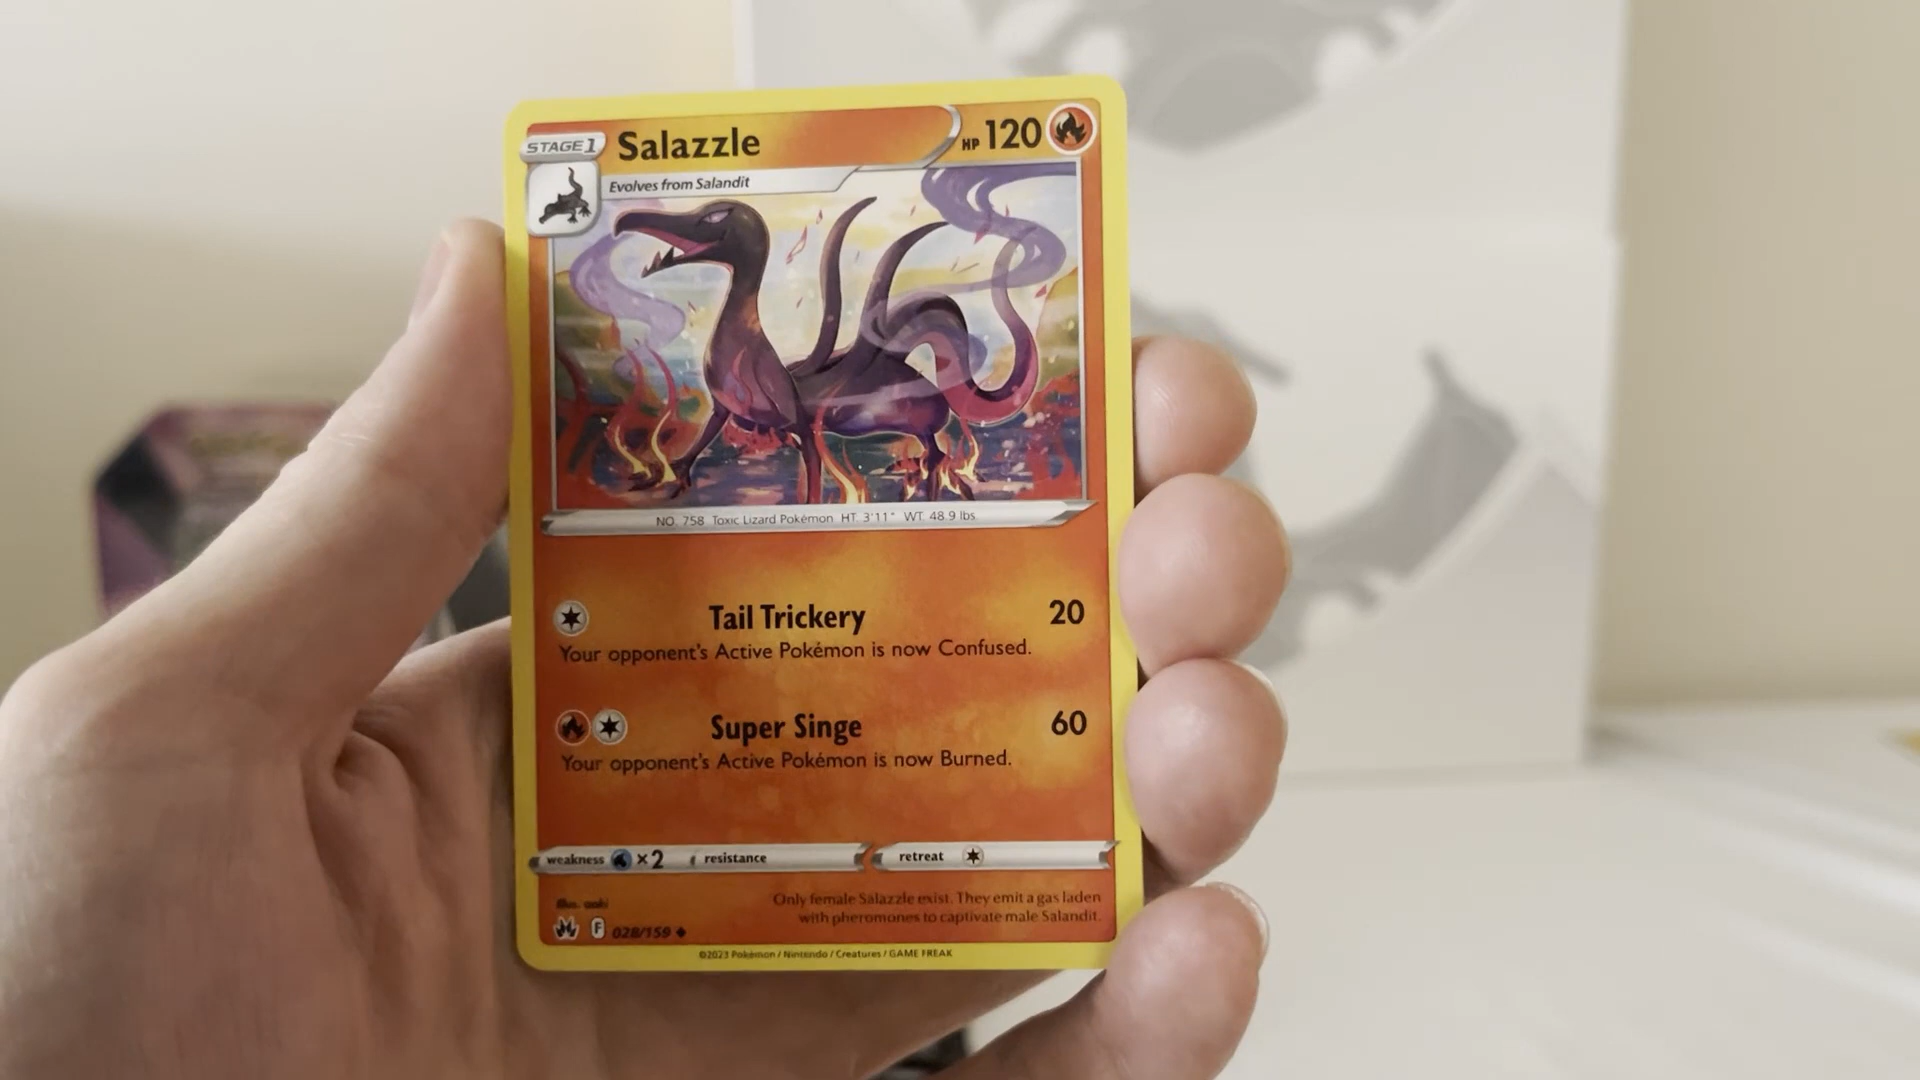 STAGE 1
Salazzle
HP 120
Evolves from Salandit
NO. 758 Toxic Lizard Pokémon HT. 3'11" WT. 48.9 lbs.
Tail Trickery 20
Your opponent's Active Pokémon is now Confused.
Super Singe 60
Your opponent's Active Pokémon is now Burned.
weakness ×2 resistance retreat
Illus. aoki
Only female Salazzle exist. They emit a gas laden
with pheromones to captivate male Salandit.
F 028/159
©2023 Pokémon / Nintendo / Creatures / GAME FREAK